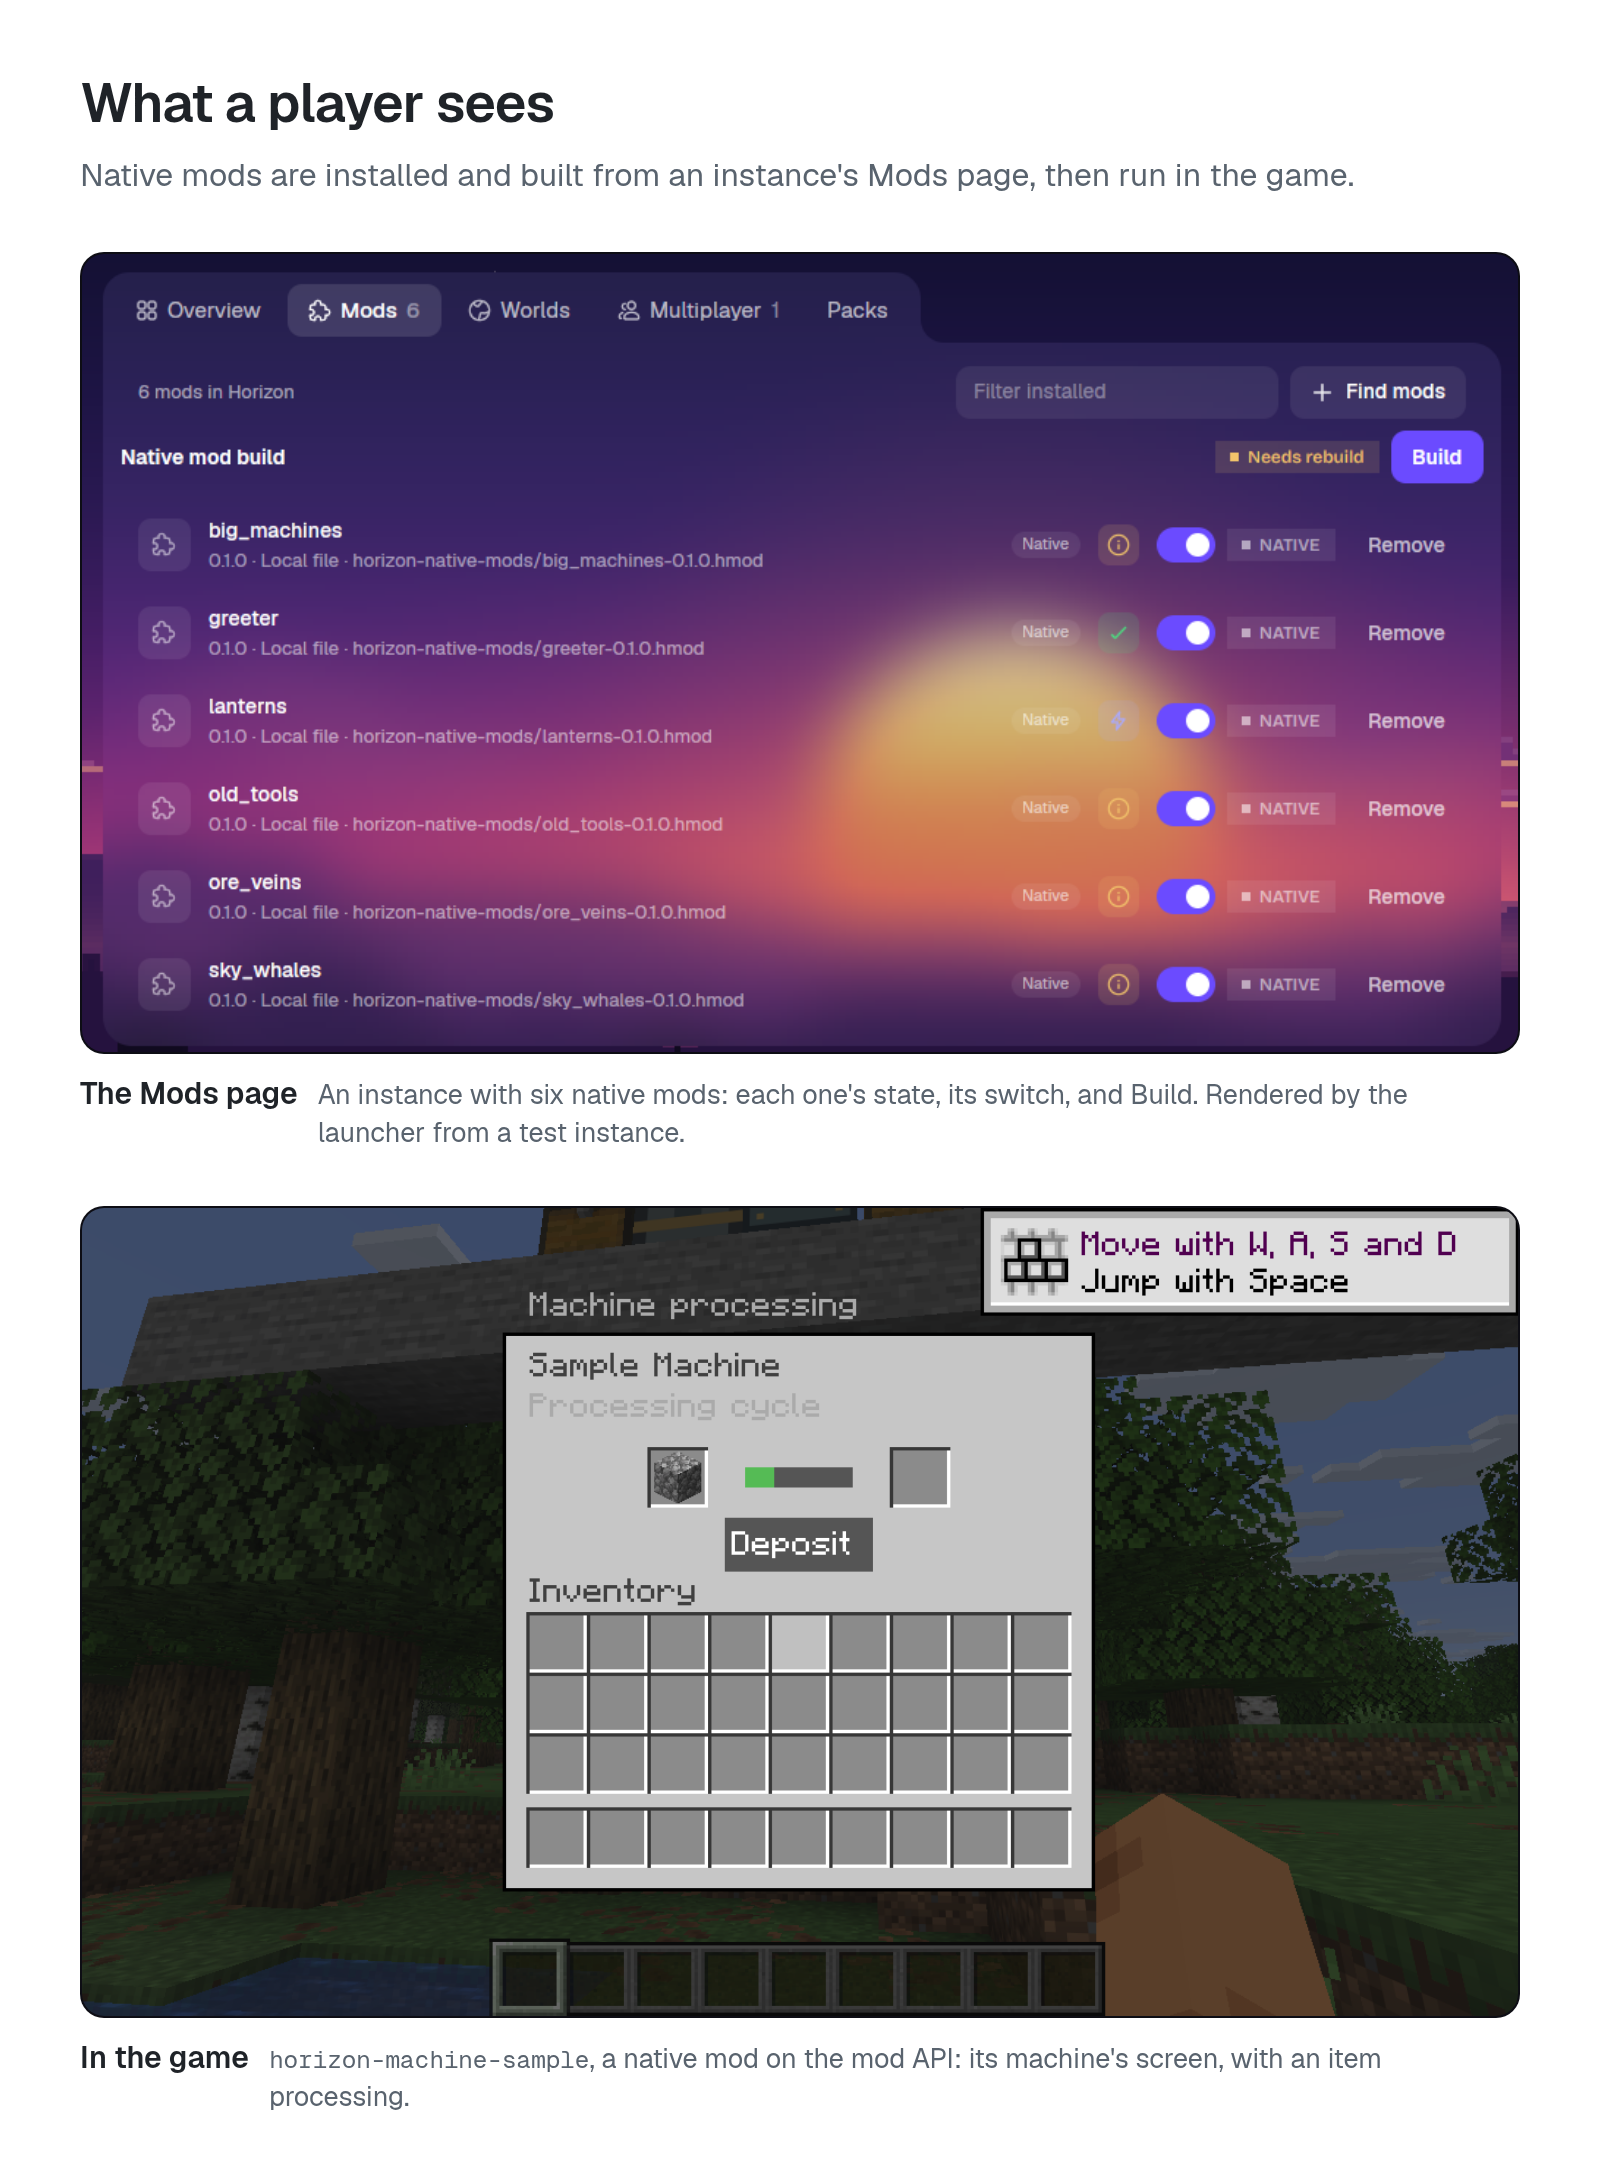 What a player sees
Native mods are installed and built from an instance's Mods page, then run in the game.
Overview Mods 6 Worlds Multiplayer 1 Packs
6 mods in Horizon Filter installed + Find mods
Native mod build Needs rebuild Build
big_machines
0.1.0 · Local file · horizon-native-mods/big_machines-0.1.0.hmod Native NATIVE Remove
greeter
0.1.0 · Local file · horizon-native-mods/greeter-0.1.0.hmod Native NATIVE Remove
lanterns
0.1.0 · Local file · horizon-native-mods/lanterns-0.1.0.hmod Native NATIVE Remove
old_tools
0.1.0 · Local file · horizon-native-mods/old_tools-0.1.0.hmod Native NATIVE Remove
ore_veins
0.1.0 · Local file · horizon-native-mods/ore_veins-0.1.0.hmod Native NATIVE Remove
sky_whales
0.1.0 · Local file · horizon-native-mods/sky_whales-0.1.0.hmod Native NATIVE Remove
The Mods page An instance with six native mods: each one's state, its switch, and Build. Rendered by the
launcher from a test instance.
Move with W, A, S and D
Jump with Space
Machine processing
Sample Machine
Processing cycle
Deposit
Inventory
In the game horizon-machine-sample, a native mod on the mod API: its machine's screen, with an item
processing.